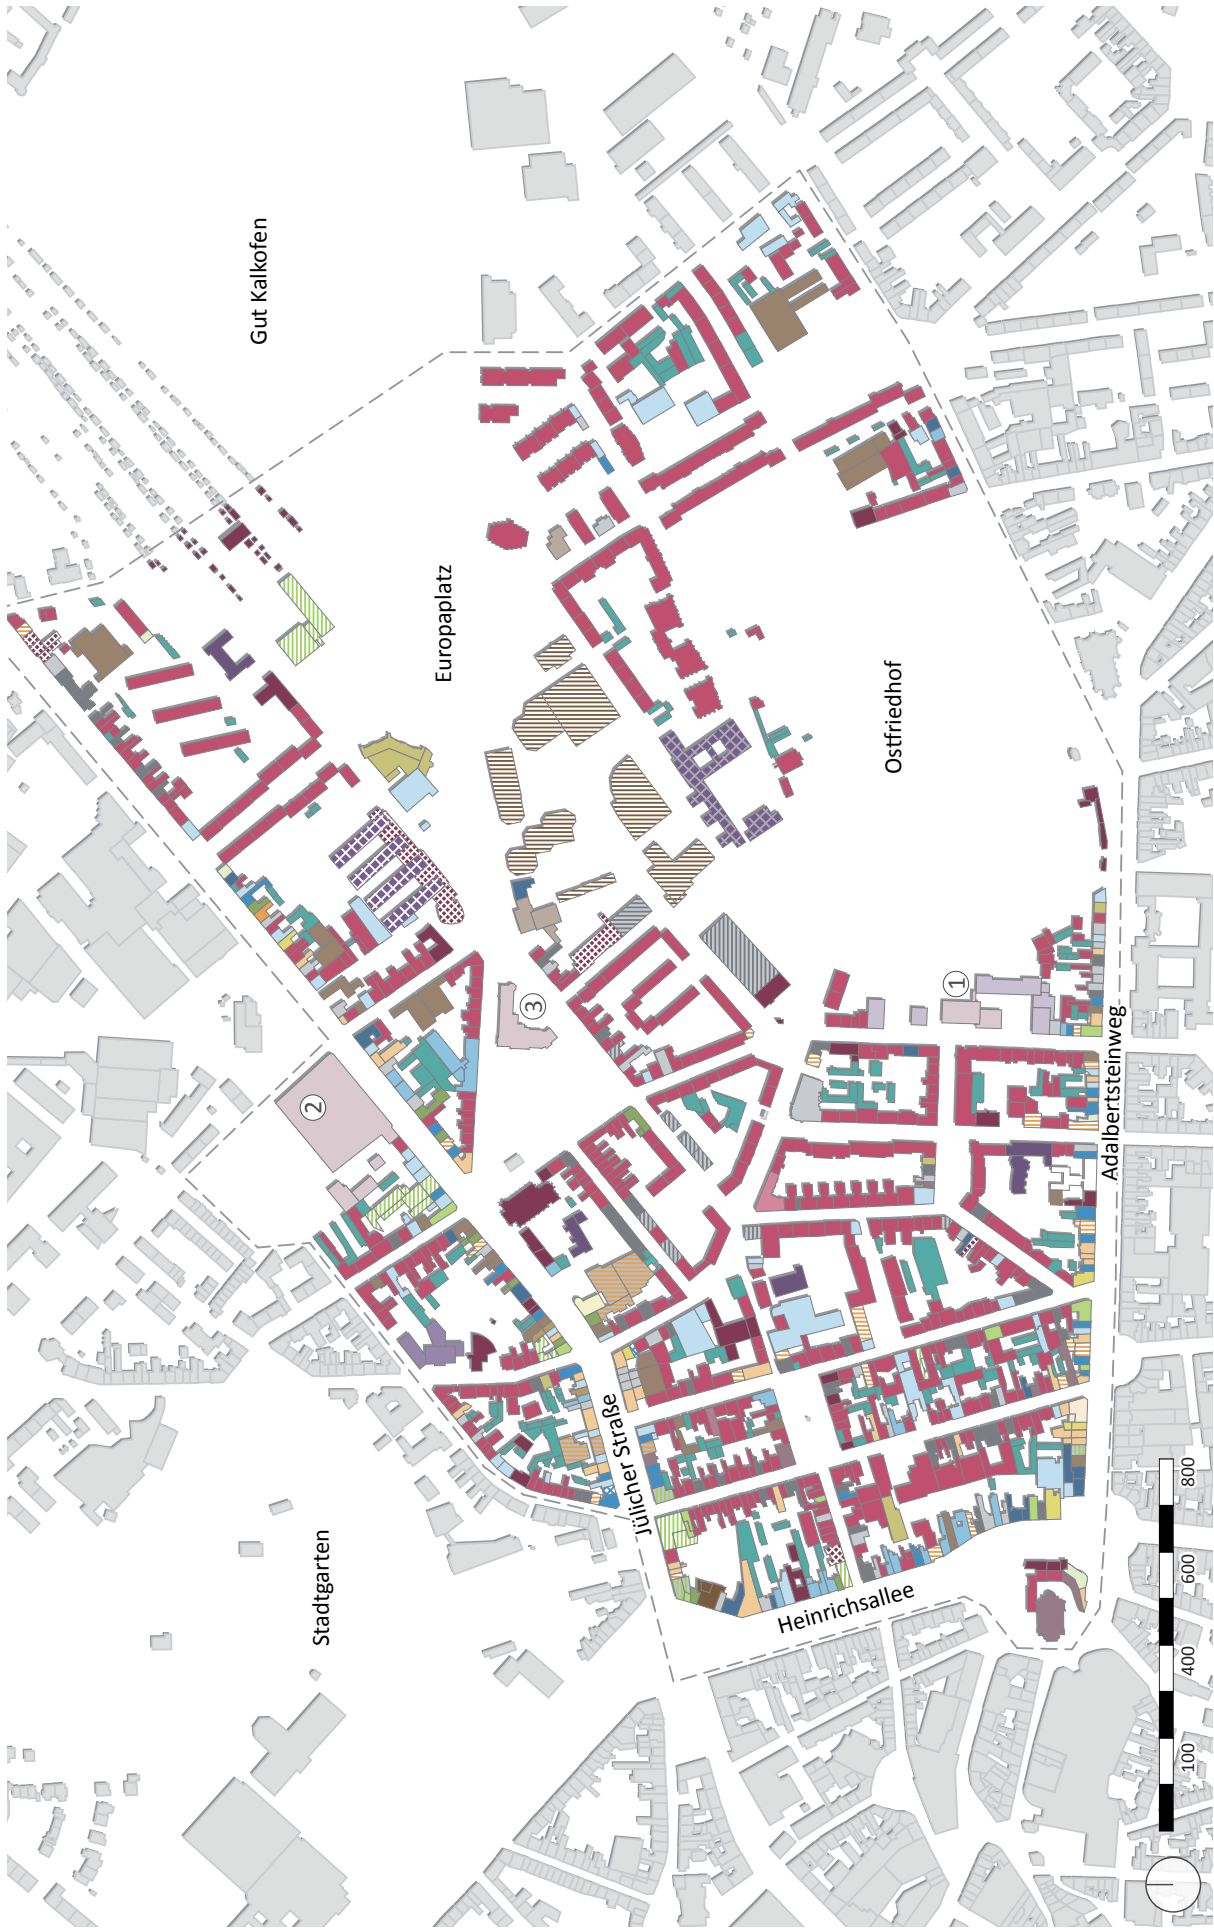 Gut Kalkofen
Europaplatz
Ostfriedhof
②
③
①
Stadtgarten
Jülicher Straße
Heinrichsallee
Adalbertsteinweg
100
400
600
800